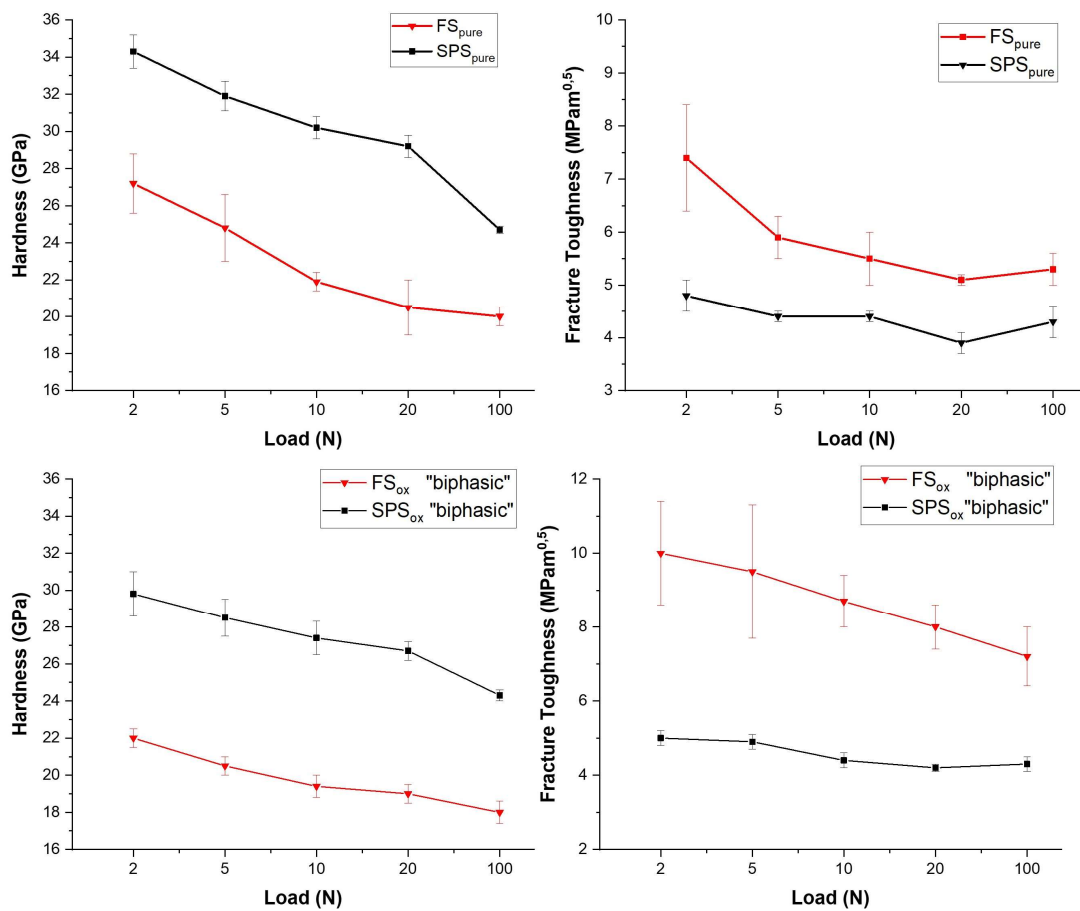 36
34
32
30
28
26
24
22
20
18
16
Hardness (GPa)
FSpure
SPSpure
2 5 10 20 100
Load (N)
10
9
8
7
6
5
4
3
Fracture Toughness (MPam0,5)
FSpure
SPSpure
2 5 10 20 100
Load (N)
36
34
32
30
28
26
24
22
20
18
16
Hardness (GPa)
FSox "biphasic"
SPSox "biphasic"
2 5 10 20 100
Load (N)
12
10
8
6
4
2
Fracture Toughness (MPam0,5)
FSox "biphasic"
SPSox"biphasic"
2 5 10 20 100
Load (N)